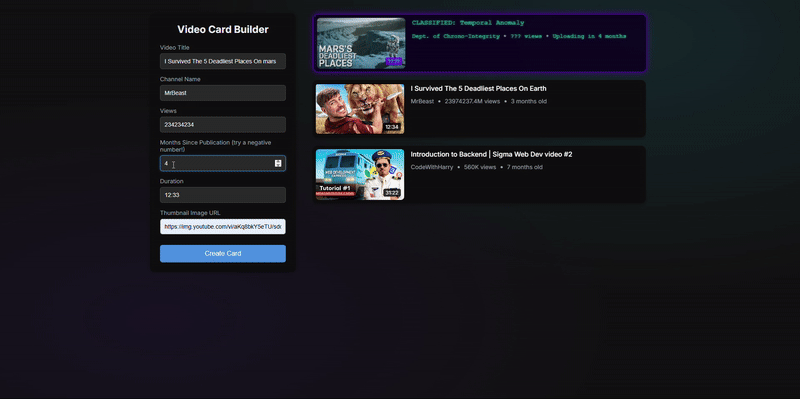 Video Card Builder
Video Title
I Survived The 5 Deadliest Places On mars
Channel Name
MrBeast
Views
234234234
Months Since Publication (try a negative
number!)
4
Duration
12:33
Thumbnail Image URL
https://img.youtube.com/vi/aKq8bkY5eTU/sd
Create Card
MARS'S
DEADLIEST
PLACES
CLASSIFIED: Temporal Anomaly
Dept. of Chrono-Integrity • ??? views • Uploading in 4 months
12:34
I Survived The 5 Deadliest Places On Earth
MrBeast • 23974237.4M views • 3 months old
Tutorial #1
31:22
Introduction to Backend | Sigma Web Dev video #2
CodeWithHarry • 560K views • 7 months old